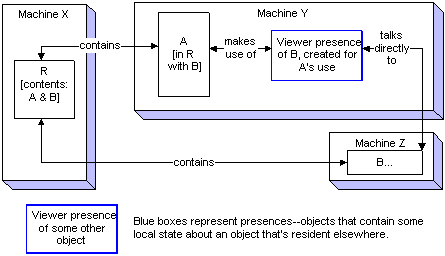 Machine X
R
[contents:
A & B]
contains
Machine Y
A
[in R
with B]
makes
use of
Viewer presence
of B, created for
A's use
talks
directly
to
Machine Z
B...
contains
Viewer presence
of some other
object
Blue boxes represent presences--objects that contain some
local state about an object that's resident elsewhere.